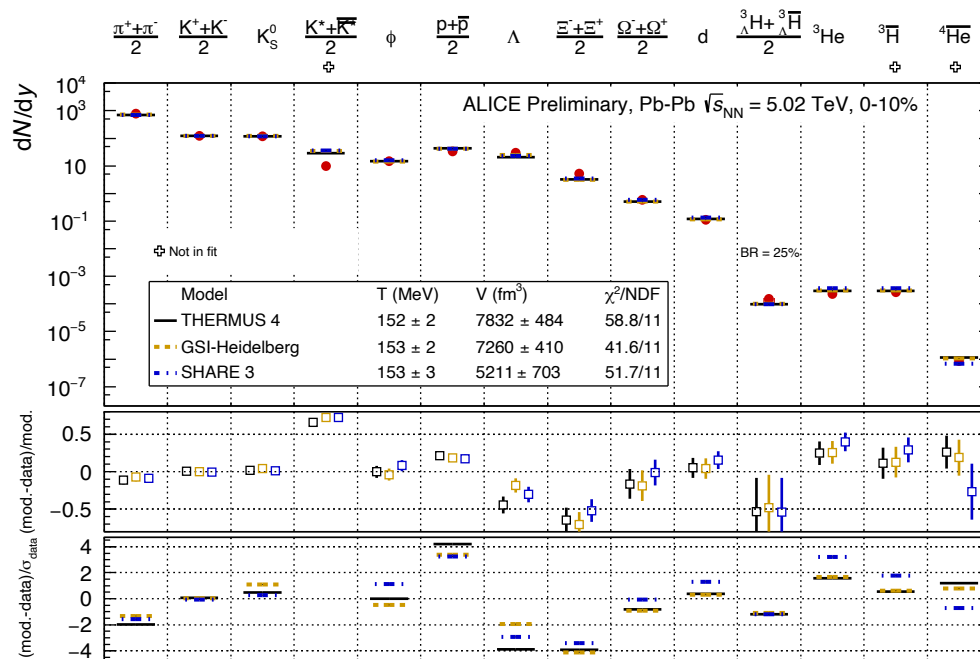 π⁺+π⁻ K⁺+K⁻ K⁰S K*+K̅*̅ ϕ p+p̅ Λ Ξ⁻+Ξ̅⁺ Ω⁻+Ω̅⁺ d ³ΛH+³Λ̅H̅ ³He ³H̅ ⁴H̅e̅
2 2 2 2 2 2 2
dN/dy
10⁴
10³
10
10⁻¹
10⁻³
10⁻⁵
10⁻⁷
ALICE Preliminary, Pb-Pb √sNN = 5.02 TeV, 0-10%
Not in fit
BR = 25%
Model T (MeV) V (fm³) χ²/NDF
THERMUS 4 152 ± 2 7832 ± 484 58.8/11
GSI-Heidelberg 153 ± 2 7260 ± 410 41.6/11
SHARE 3 153 ± 3 5211 ± 703 51.7/11
(mod.-data)/mod.
0.5
0
−0.5
(mod.-data)/σdata
4
2
0
−2
−4